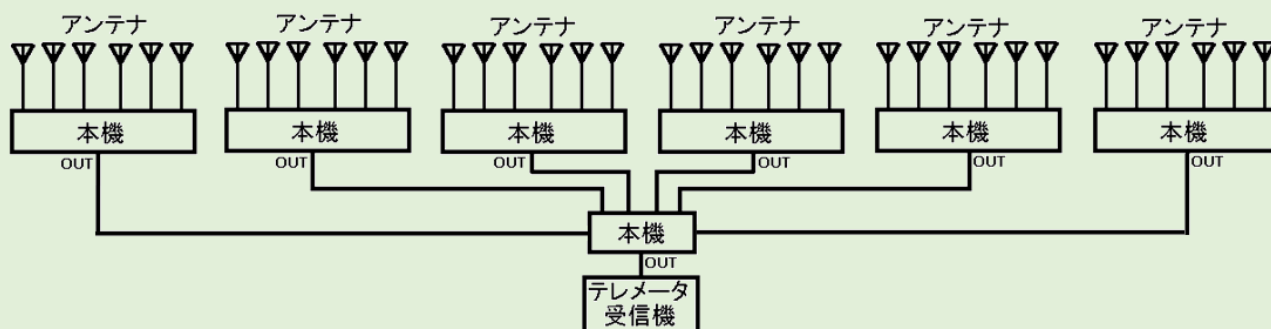 アンテナ アンテナ アンテナ アンテナ アンテナ アンテナ
本機 本機 本機 本機 本機 本機
OUT OUT OUT OUT OUT OUT
本機
OUT
テレメータ
受信機